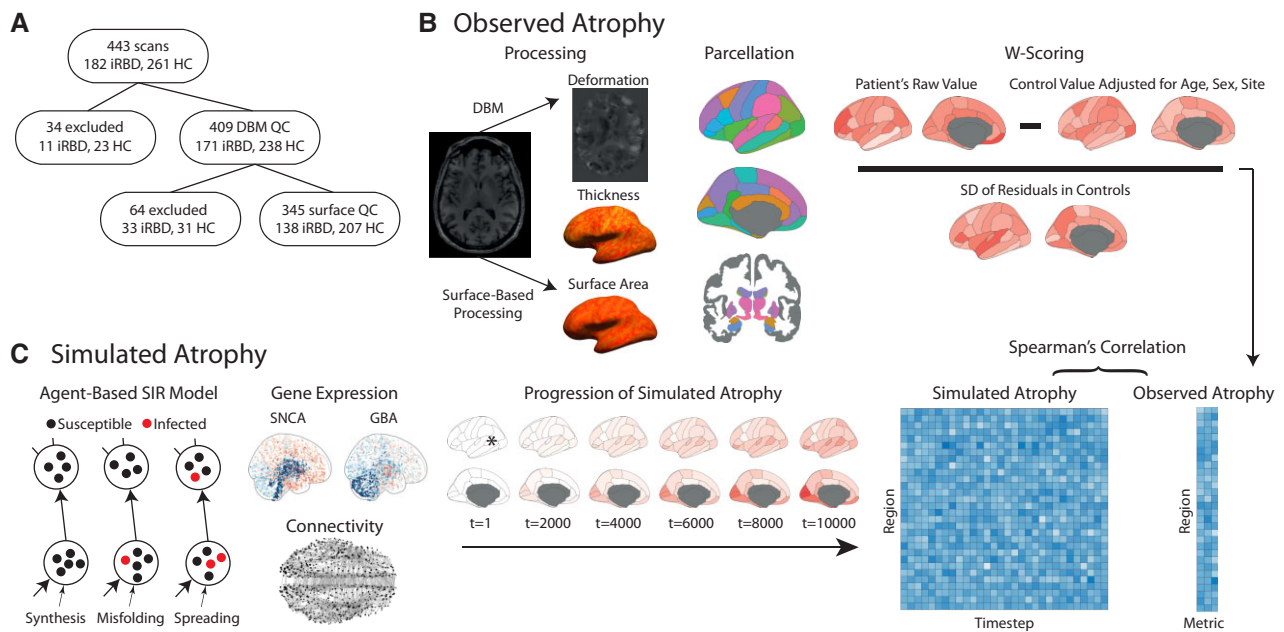 A
443 scans
182 iRBD, 261 HC
34 excluded
11 iRBD, 23 HC
409 DBM QC
171 iRBD, 238 HC
64 excluded
33 iRBD, 31 HC
345 surface QC
138 iRBD, 207 HC
B Observed Atrophy
Processing
Deformation
DBM
Thickness
Surface Area
Surface-Based
Processing
Parcellation
W-Scoring
Patient's Raw Value
Control Value Adjusted for Age, Sex, Site
SD of Residuals in Controls
C Simulated Atrophy
Agent-Based SIR Model
Susceptible
Infected
Synthesis
Misfolding
Spreading
Gene Expression
SNCA
GBA
Connectivity
Progression of Simulated Atrophy
*
t=1
t=2000
t=4000
t=6000
t=8000
t=10000
Spearman's Correlation
Simulated Atrophy
Observed Atrophy
Region
Timestep
Region
Metric